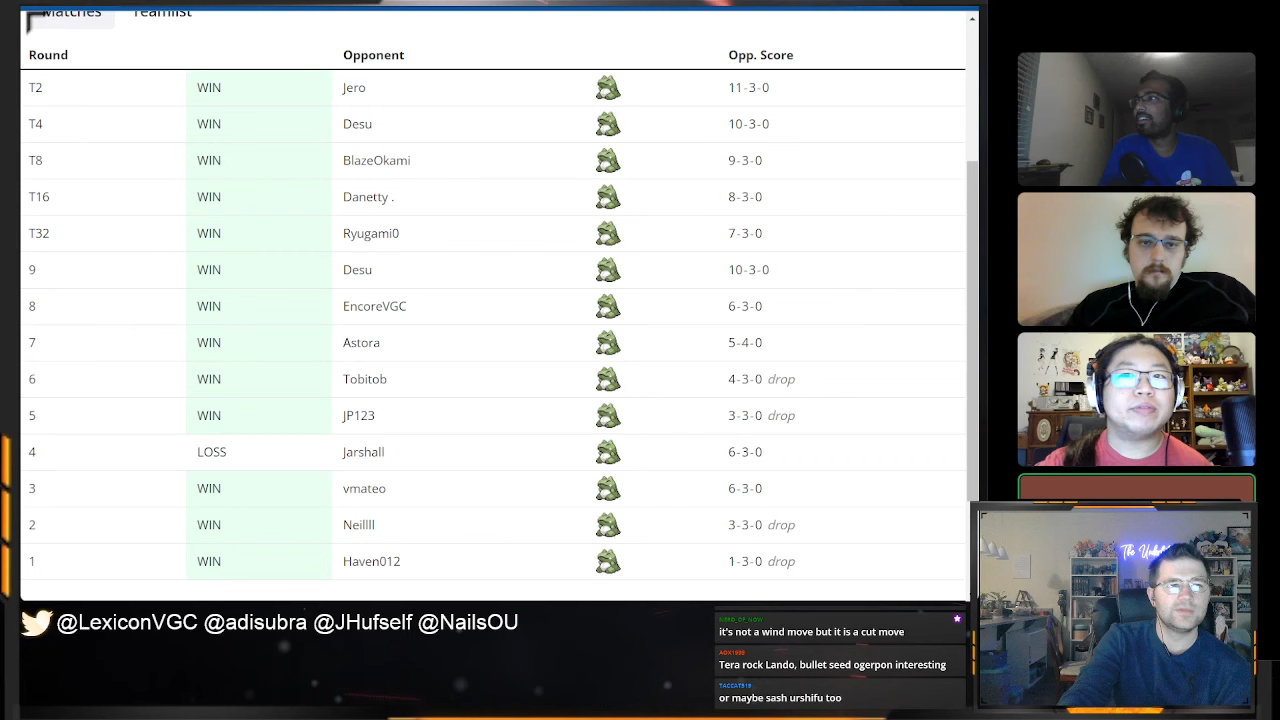 Matches Teamlist
Round Opponent Opp. Score
T2 WIN Jero 11-3-0
T4 WIN Desu 10-3-0
T8 WIN BlazeOkami 9-3-0
T16 WIN Danetty . 8-3-0
T32 WIN Ryugami0 7-3-0
9 WIN Desu 10-3-0
8 WIN EncoreVGC 6-3-0
7 WIN Astora 5-4-0
6 WIN Tobitob 4-3-0 drop
5 WIN JP123 3-3-0 drop
4 LOSS Jarshall 6-3-0
3 WIN vmateo 6-3-0
2 WIN Neillll 3-3-0 drop
1 WIN Haven012 1-3-0 drop
@LexiconVGC @adisubra @JHufself @NailsOU
NERD_OF_NOW
it's not a wind move but it is a cut move
Tera rock Lando, bullet seed ogerpon interesting
or maybe sash urshifu too
The